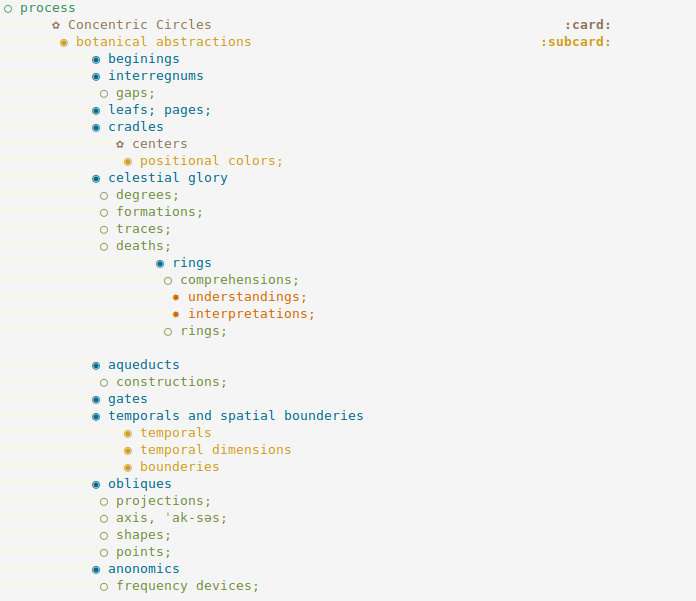 process
Concentric Circles :card:
botanical abstractions :subcard:
beginings
interregnums
gaps;
leafs; pages;
cradles
centers
positional colors;
celestial glory
degrees;
formations;
traces;
deaths;
rings
comprehensions;
understandings;
interpretations;
rings;
aqueducts
constructions;
gates
temporals and spatial bounderies
temporals
temporal dimensions
bounderies
obliques
projections;
axis, ˈak-səs;
shapes;
points;
anonomics
frequency devices;